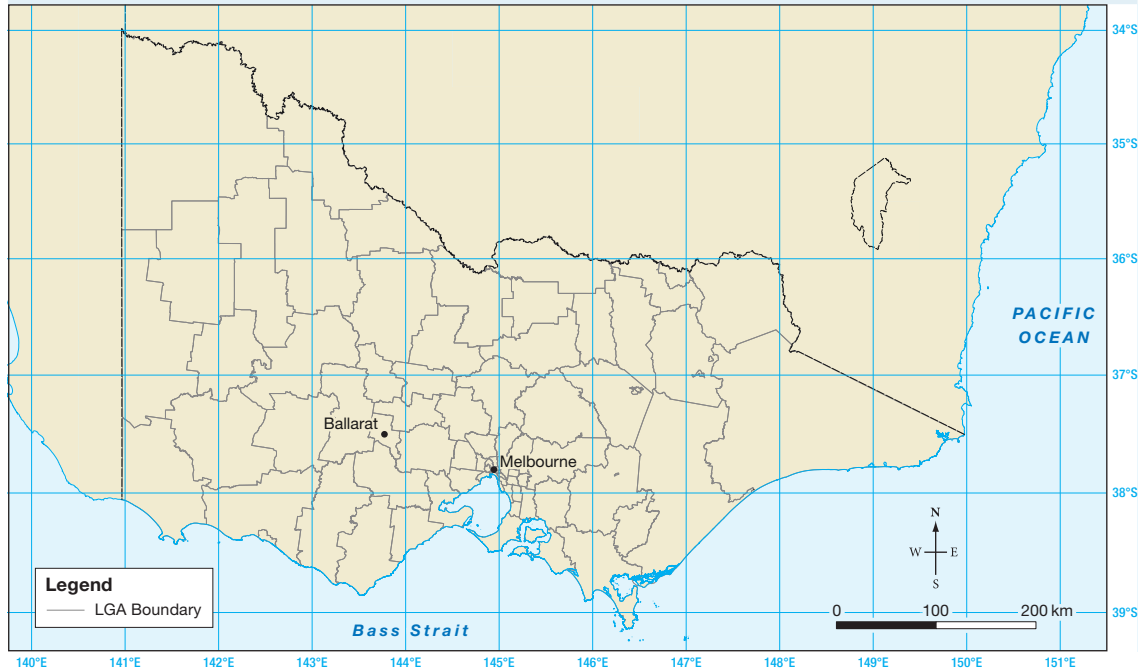 34°S
35°S
36°S
PACIFIC
OCEAN
37°S
Ballarat
Melbourne
38°S
N
W E
S
Legend
LGA Boundary
0 100 200 km
39°S
Bass Strait
140°E 141°E 142°E 143°E 144°E 145°E 146°E 147°E 148°E 149°E 150°E 151°E